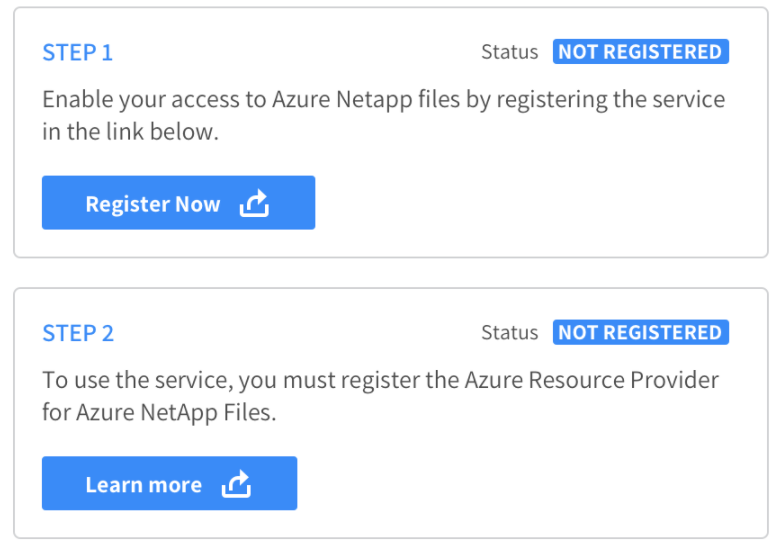 STEP 1
Status NOT REGISTERED
Enable your access to Azure Netapp files by registering the service
in the link below.
Register Now
STEP 2
Status NOT REGISTERED
To use the service, you must register the Azure Resource Provider
for Azure NetApp Files.
Learn more